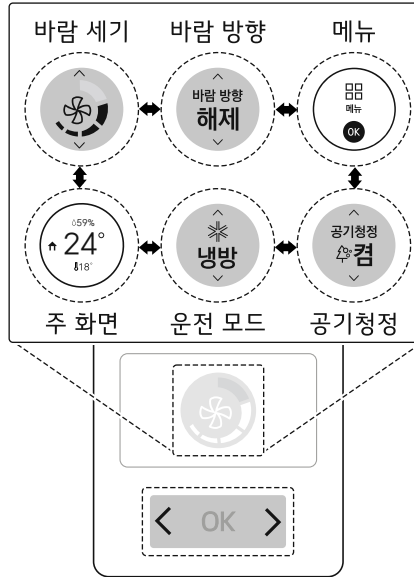 바람 세기 바람 방향 메뉴
바람 방향
해제
메뉴
OK
59%
24°
18°
냉방
공기청정
켬
주 화면 운전 모드 공기청정
< OK >